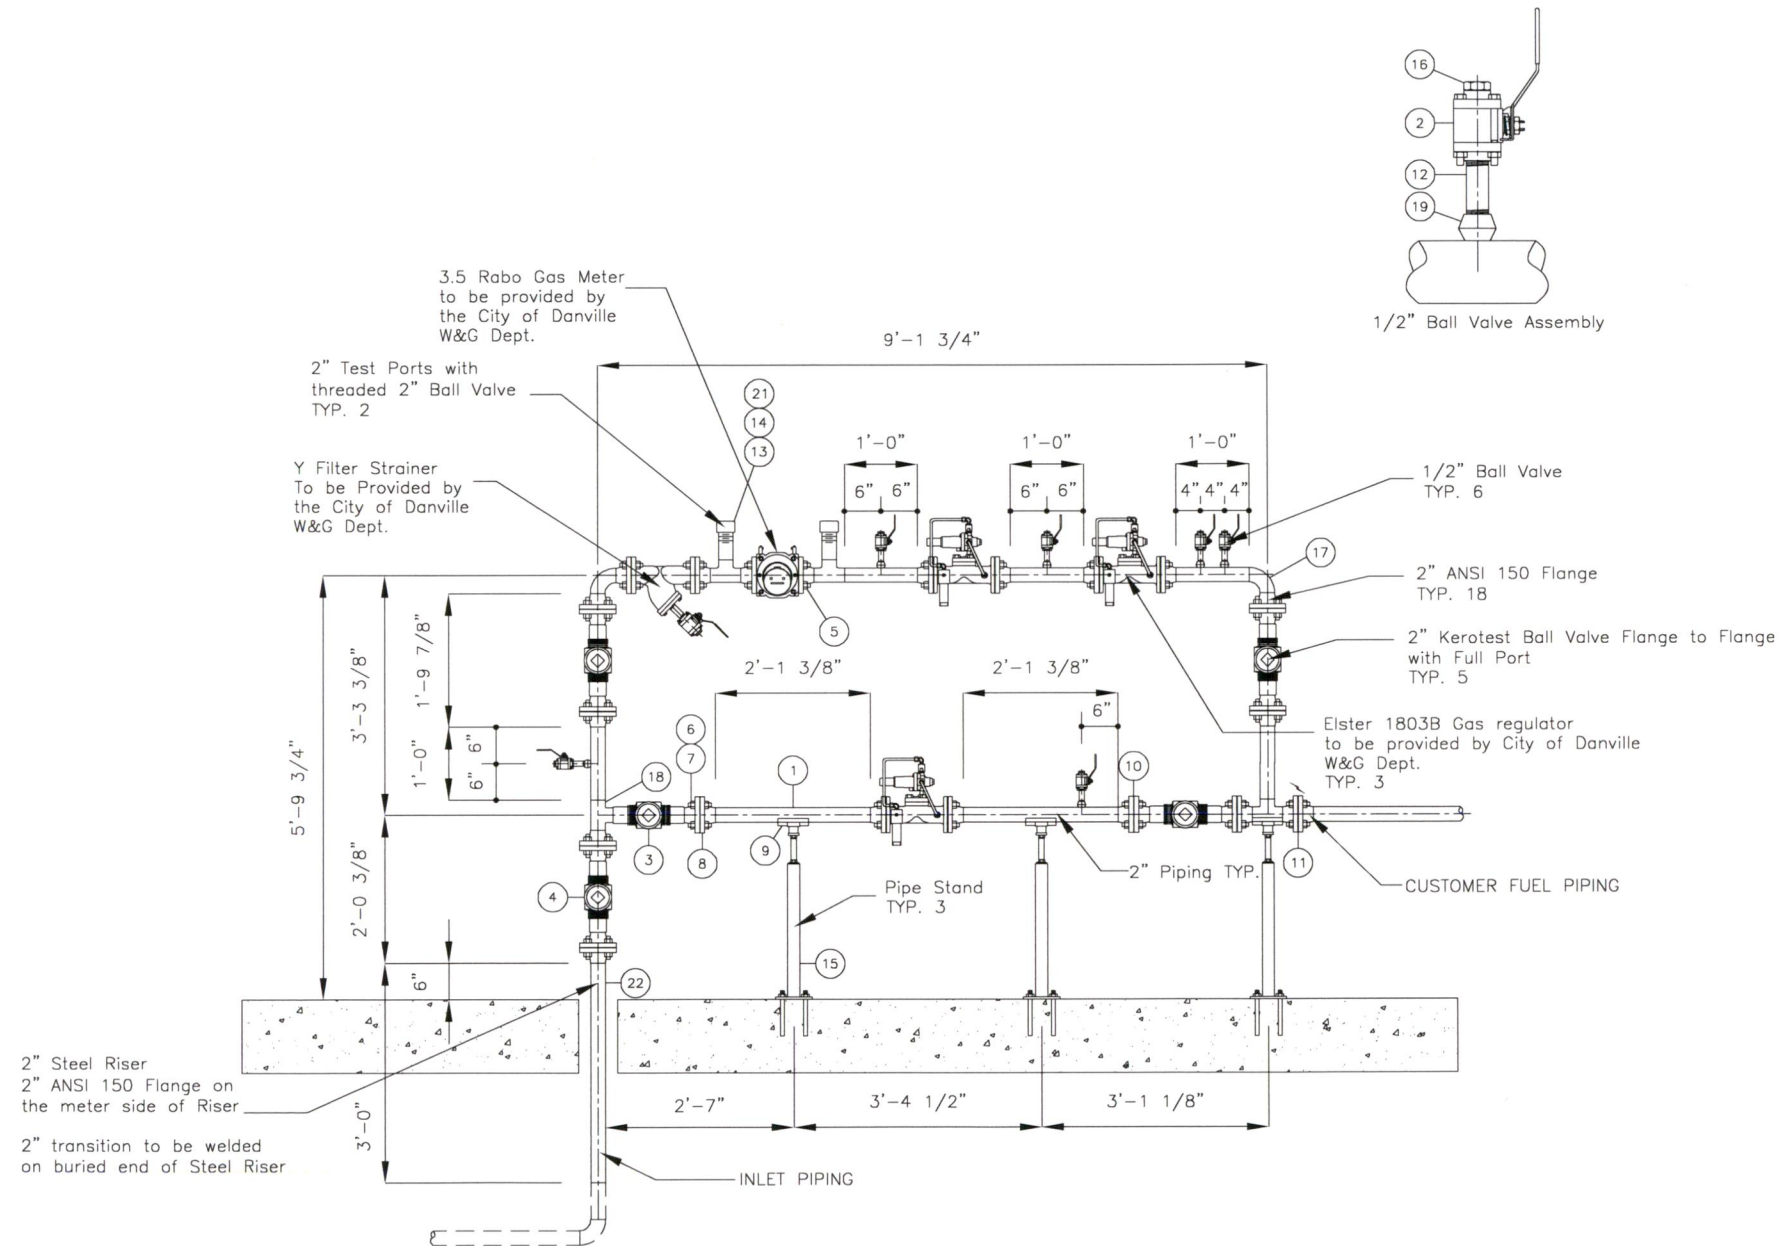 16
2
12
19
1/2" Ball Valve Assembly
3.5 Rabo Gas Meter
to be provided by
the City of Danville
W&G Dept.
9'-1 3/4"
2" Test Ports with
threaded 2" Ball Valve
TYP. 2
21
14
13
1'-0"
1'-0"
1'-0"
Y Filter Strainer
To be Provided by
the City of Danville
W&G Dept.
6" 6"
6" 6"
4" 4" 4"
1/2" Ball Valve
TYP. 6
17
2" ANSI 150 Flange
TYP. 18
5
2" Kerotest Ball Valve Flange to Flange
with Full Port
TYP. 5
5'-9 3/4"
3'-3 3/8"
1'-9 7/8"
2'-1 3/8"
2'-1 3/8"
6"
Elster 1803B Gas regulator
to be provided by City of Danville
W&G Dept.
TYP. 3
1'-0"
6"
6"
6
7
18
1
10
3
8
9
11
2" Piping TYP.
CUSTOMER FUEL PIPING
4
2'-0 3/8"
Pipe Stand
TYP. 3
15
6"
22
2" Steel Riser
2" ANSI 150 Flange on
the meter side of Riser
2" transition to be welded
on buried end of Steel Riser
3'-0"
2'-7"
3'-4 1/2"
3'-1 1/8"
INLET PIPING